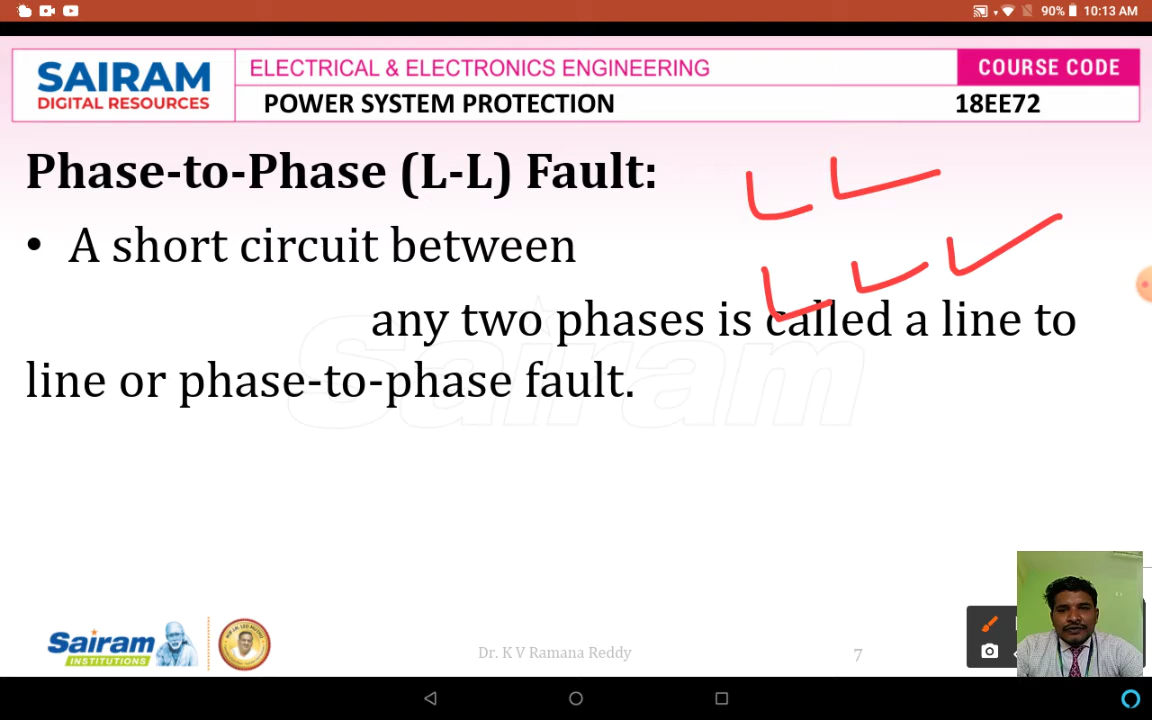 90% 10:13 AM
SAIRAM
DIGITAL RESOURCES
ELECTRICAL & ELECTRONICS ENGINEERING
COURSE CODE
POWER SYSTEM PROTECTION
18EE72
Phase-to-Phase (L-L) Fault:
• A short circuit between
any two phases is called a line to
line or phase-to-phase fault.
Sairam
Sairam
INSTITUTIONS
Dr. K V Ramana Reddy
7